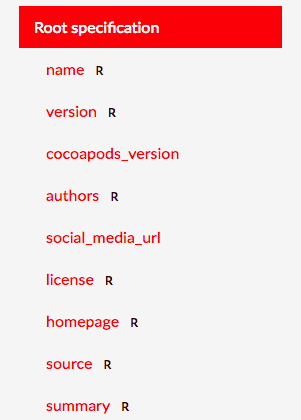 Root specification
name R
version R
cocoapods_version
authors R
social_media_url
license R
homepage R
source R
summary R